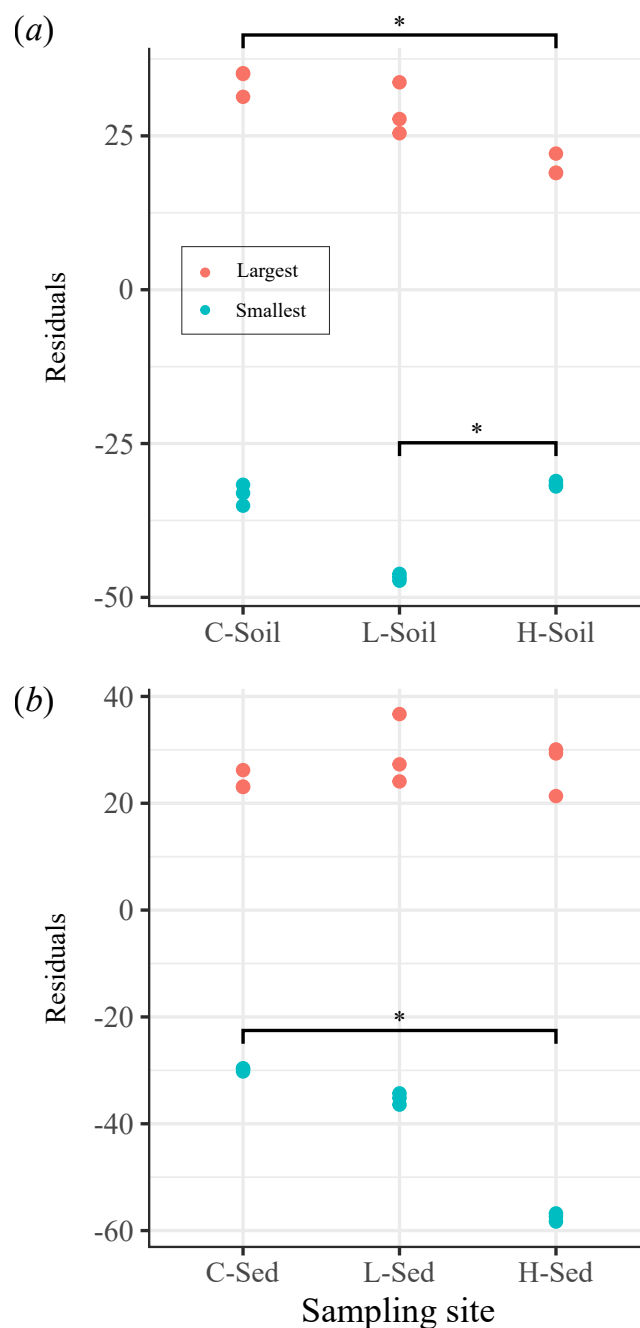 (a)
*
25
Largest
0
Smallest
Residuals
*
-25
-50
C-Soil L-Soil H-Soil
(b)
40
20
0
Residuals
-20
*
-40
-60
C-Sed L-Sed H-Sed
Sampling site